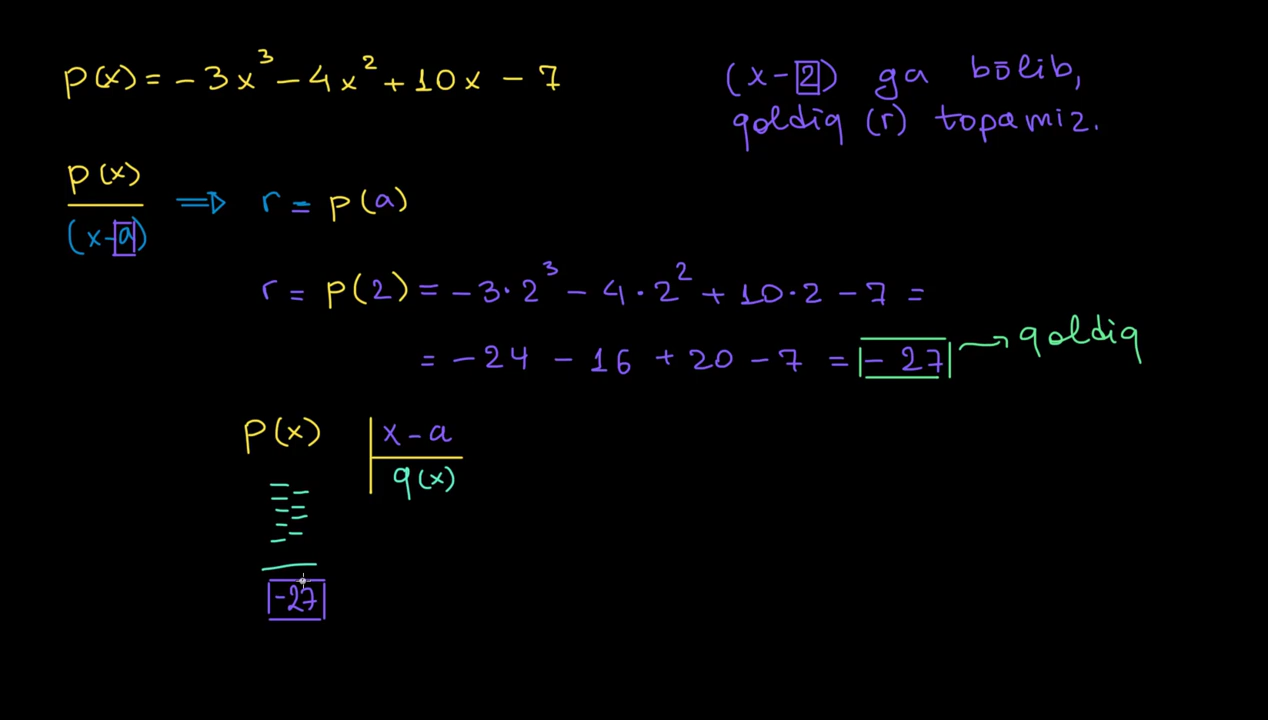 p(x) = -3x³ - 4x² + 10x - 7
(x-2) ga bōlib,
qoldiq (r) topamiz.
p(x)
(x-a)
⟹ r = p(a)
r = p(2) = -3·2³ - 4·2² + 10·2 - 7 =
= -24 - 16 + 20 - 7 = -27 → qoldiq
p(x) x-a
q(x)
-27